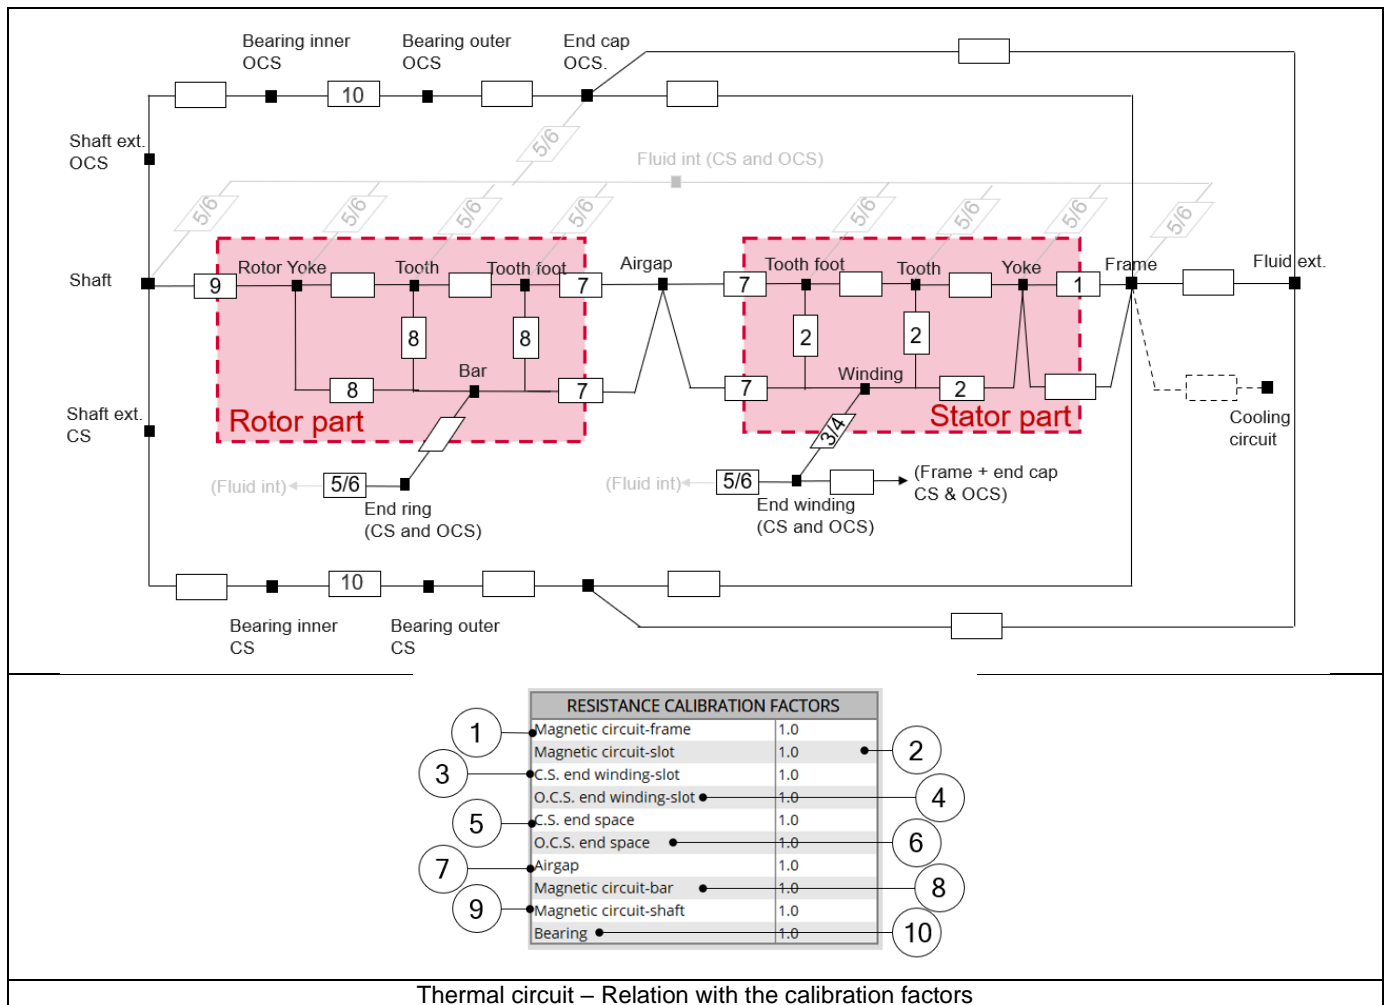 Bearing inner
OCS
Bearing outer
OCS
End cap
OCS.
10
5/6
Shaft ext.
OCS
Fluid int (CS and OCS)
5/6
5/6
5/6
5/6
5/6
5/6
5/6
5/6
Shaft
9
Rotor Yoke
Tooth
Tooth foot
7
Airgap
7
Tooth foot
Tooth
Yoke
1
Frame
Fluid ext.
8
8
2
2
8
Bar
7
7
Winding
2
Shaft ext.
CS
Rotor part
Stator part
3/4
Cooling
circuit
(Fluid int)
5/6
End ring
(CS and OCS)
(Fluid int)
5/6
End winding
(CS and OCS)
(Frame + end cap
CS & OCS)
10
Bearing inner
CS
Bearing outer
CS
RESISTANCE CALIBRATION FACTORS
1 Magnetic circuit-frame 1.0
Magnetic circuit-slot 1.0 2
3 C.S. end winding-slot 1.0
O.C.S. end winding-slot 1.0 4
5 C.S. end space 1.0
O.C.S. end space 1.0 6
7 Airgap 1.0
Magnetic circuit-bar 1.0 8
9 Magnetic circuit-shaft 1.0
Bearing 1.0 10
Thermal circuit – Relation with the calibration factors